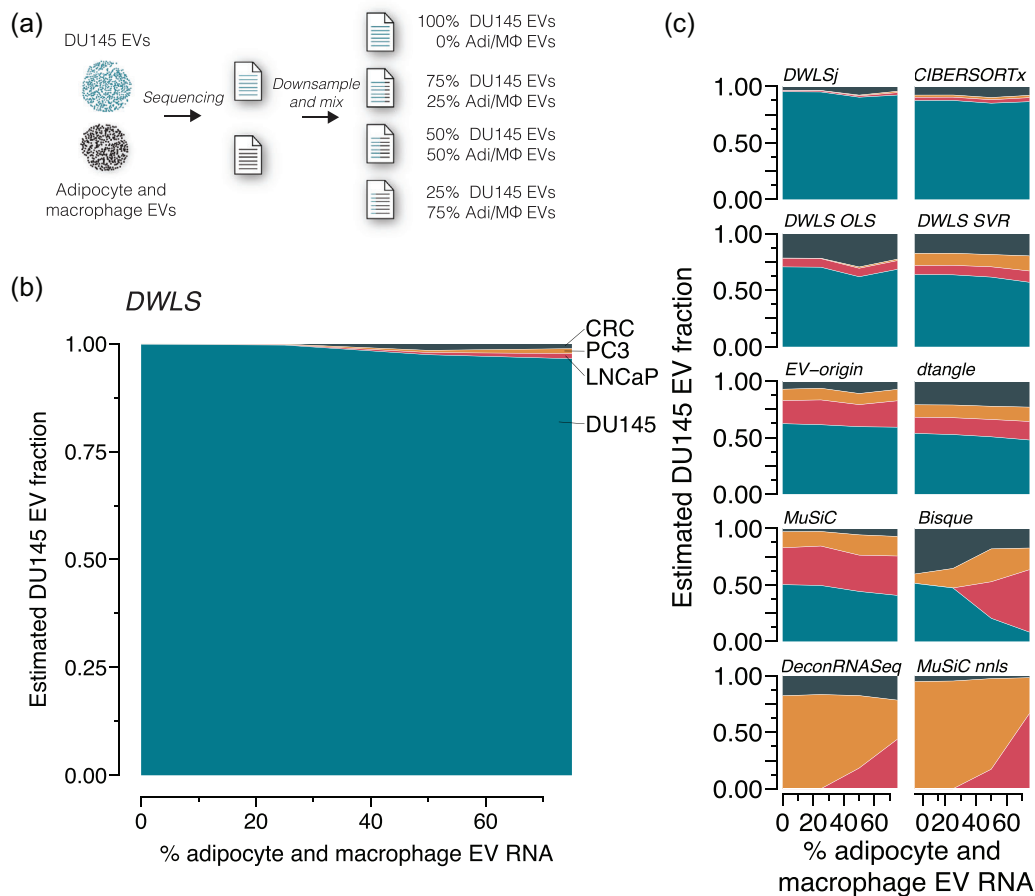 (a)
DU145 EVs
Sequencing
Adipocyte and
macrophage EVs
Downsample
and mix
100% DU145 EVs
0% Adi/MΦ EVs
75% DU145 EVs
25% Adi/MΦ EVs
50% DU145 EVs
50% Adi/MΦ EVs
25% DU145 EVs
75% Adi/MΦ EVs
(b)
DWLS
Estimated DU145 EV fraction
1.00
0.75
0.50
0.25
0.00
0
20
40
60
% adipocyte and macrophage EV RNA
CRC
PC3
LNCaP
DU145
(c)
Estimated DU145 EV fraction
DWLSj
CIBERSORTx
1.00
0.50
0.00
DWLS OLS
DWLS SVR
1.00
0.50
0.00
EV−origin
dtangle
1.00
0.50
0.00
MuSiC
Bisque
1.00
0.50
0.00
DeconRNASeq
MuSiC nnls
1.00
0.50
0.00
0 20 40 60
0 20 40 60
% adipocyte and
macrophage EV RNA